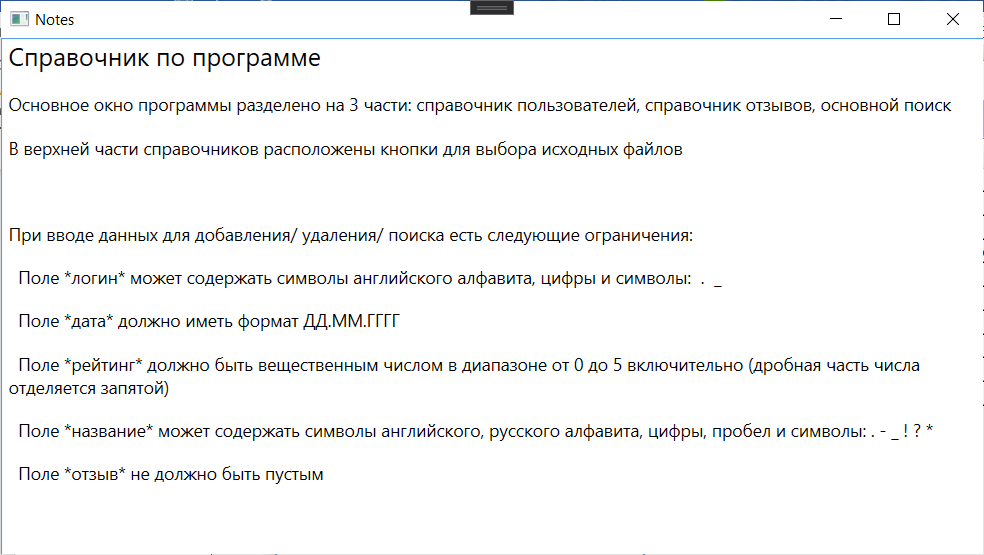 Notes
Справочник по программе
Основное окно программы разделено на 3 части: справочник пользователей, справочник отзывов, основной поиск
В верхней части справочников расположены кнопки для выбора исходных файлов
При вводе данных для добавления/ удаления/ поиска есть следующие ограничения:
Поле *логин* может содержать символы английского алфавита, цифры и символы: . _
Поле *дата* должно иметь формат ДД.ММ.ГГГГ
Поле *рейтинг* должно быть вещественным числом в диапазоне от 0 до 5 включительно (дробная часть числа
отделяется запятой)
Поле *название* может содержать символы английского, русского алфавита, цифры, пробел и символы: . - _ ! ? *
Поле *отзыв* не должно быть пустым